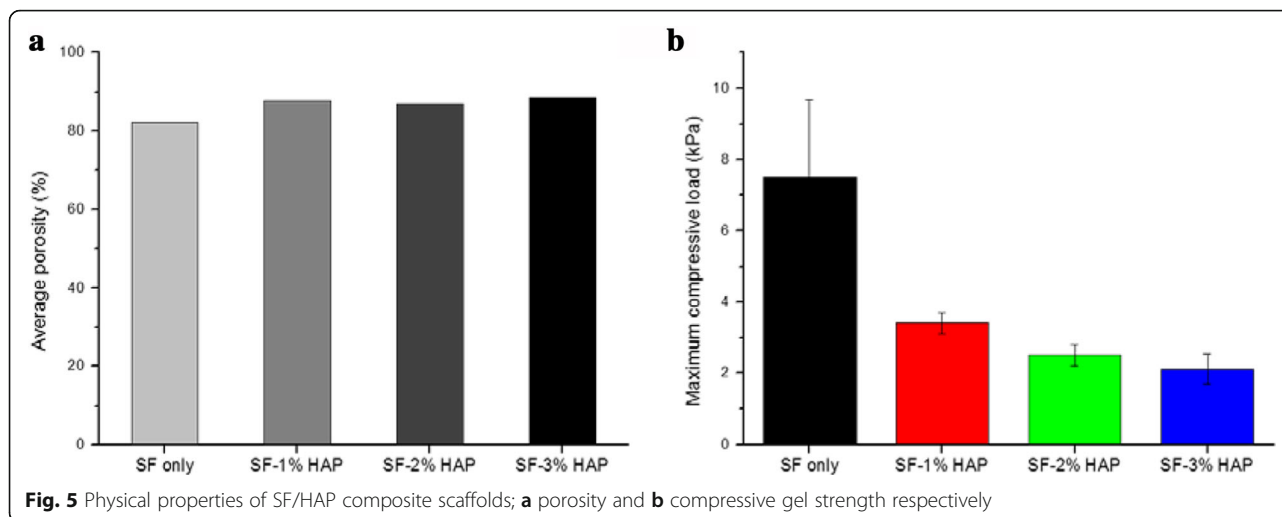 a
100
80
60
40
20
0
Average porosity (%)
SF only
SF-1% HAP
SF-2% HAP
SF-3% HAP
b
10
8
6
4
2
0
Maximum compressive load (kPa)
SF only
SF-1% HAP
SF-2% HAP
SF-3% HAP
Fig. 5 Physical properties of SF/HAP composite scaffolds; a porosity and b compressive gel strength respectively